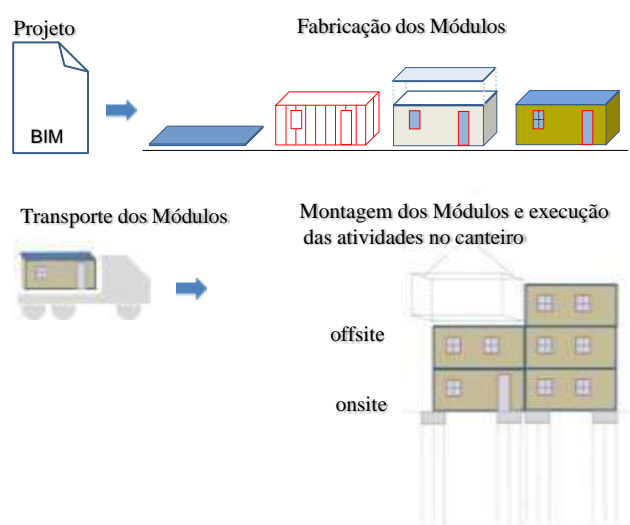 Projeto
Fabricação dos Módulos
BIM
Transporte dos Módulos
Montagem dos Módulos e execução
das atividades no canteiro
offsite
onsite